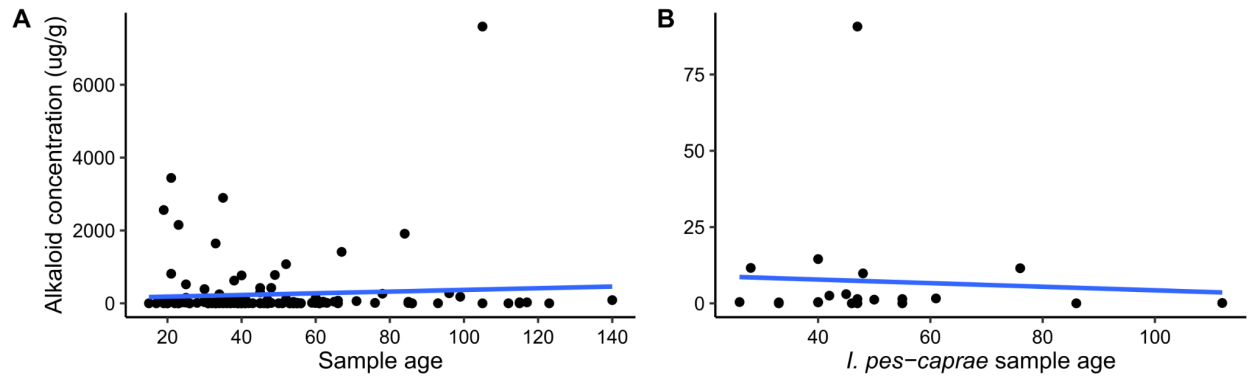 A
Alkaloid concentration (ug/g)
6000
4000
2000
0
20 40 60 80 100 120 140
Sample age
B
75
50
25
0
40 60 80 100
I. pes−caprae sample age